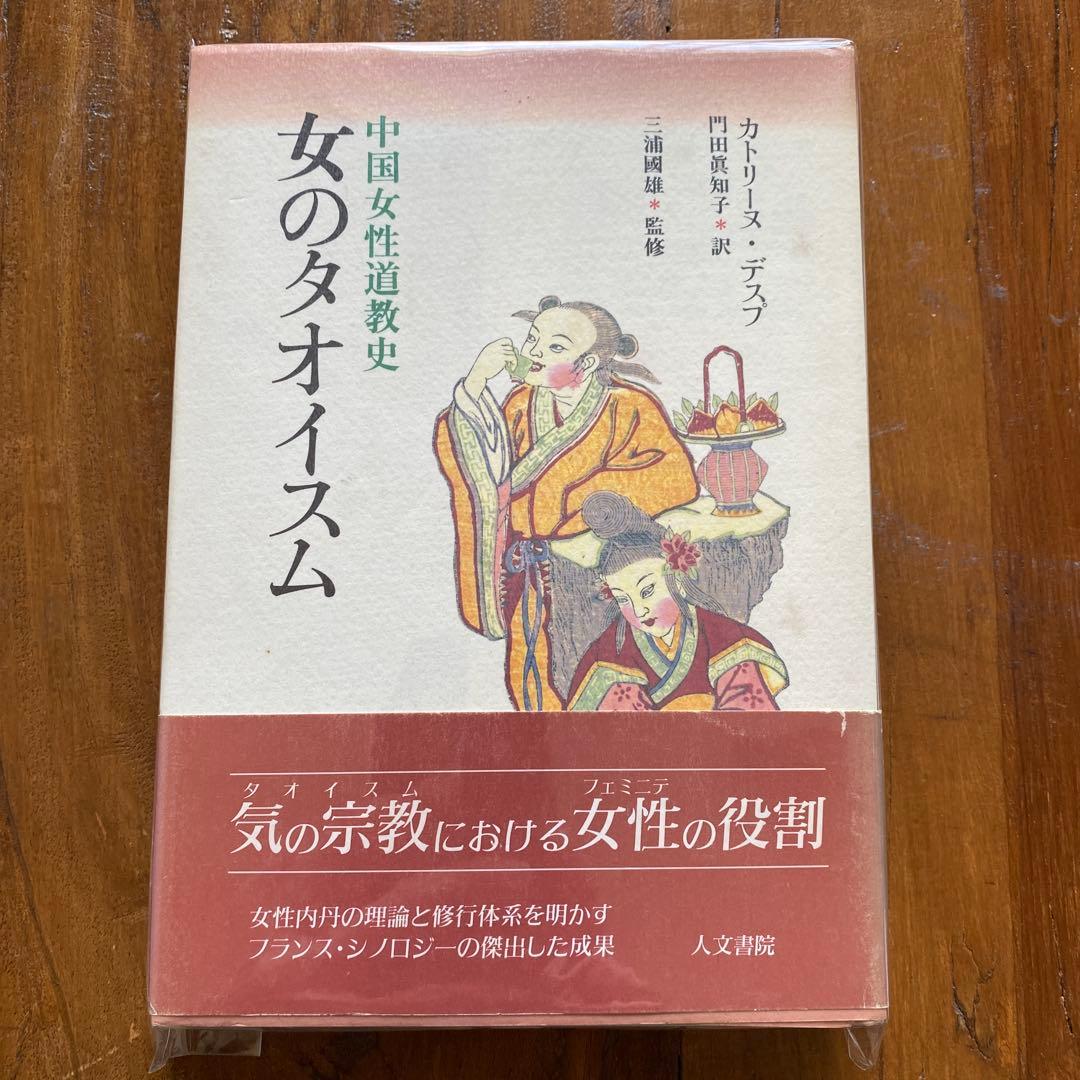 カトリーヌ・デスプ
門田眞知子*訳
三浦國雄*監修
中国女性道教史
女のタオイスム
タオイスム フェミニテ
気の宗教における女性の役割
女性内丹の理論と修行体系を明かす
フランス・シノロジーの傑出した成果
人文書院